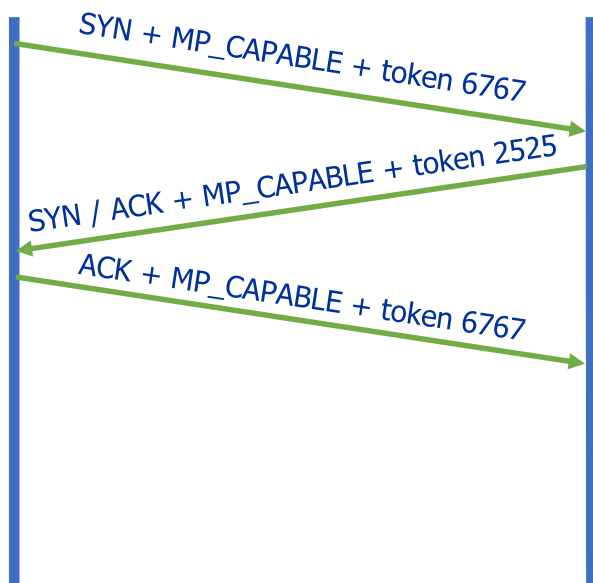 SYN + MP_CAPABLE + token 6767
SYN / ACK + MP_CAPABLE + token 2525
ACK + MP_CAPABLE + token 6767